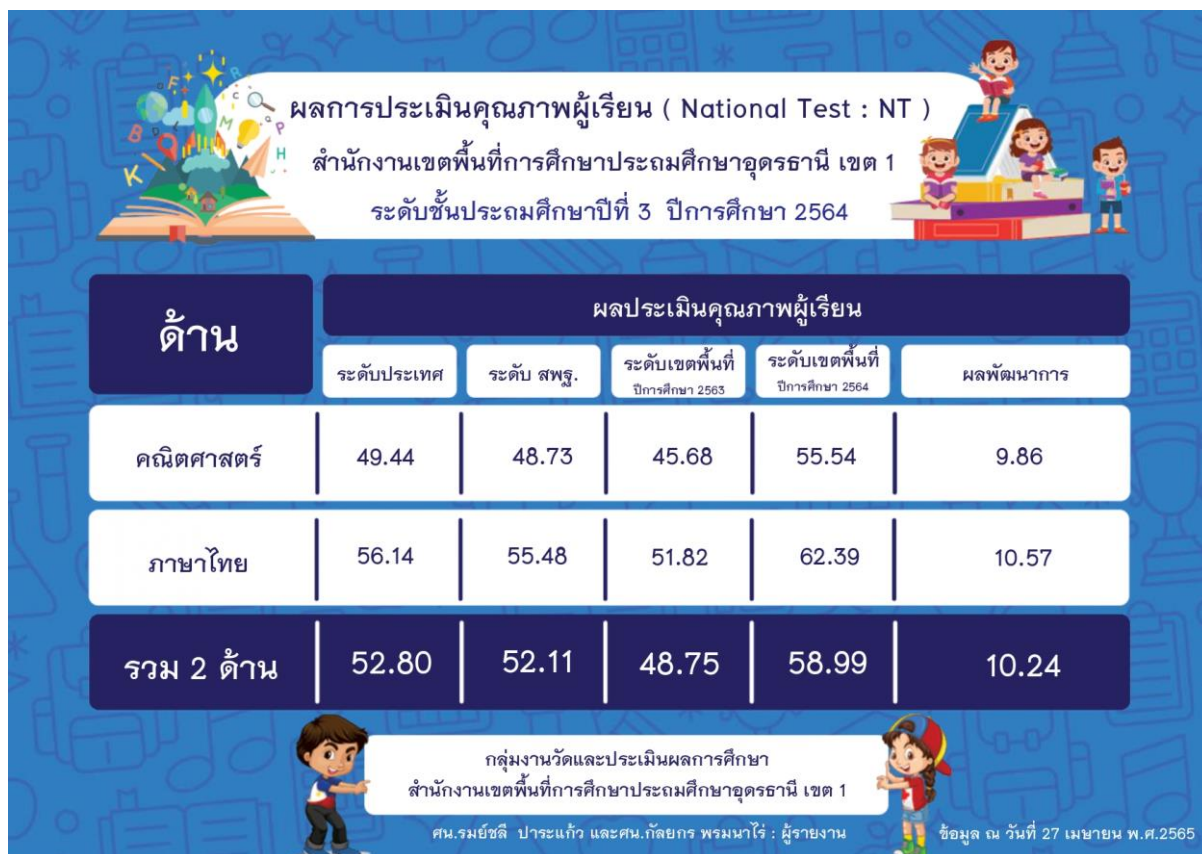 ผลการประเมินคุณภาพผู้เรียน ( National Test : NT )
สำนักงานเขตพื้นที่การศึกษาประถมศึกษาอุดรธานี เขต 1
ระดับชั้นประถมศึกษาปีที่ 3 ปีการศึกษา 2564
ด้าน
ผลประเมินคุณภาพผู้เรียน
ระดับประเทศ
ระดับ สพฐ.
ระดับเขตพื้นที่
ปีการศึกษา 2563
ระดับเขตพื้นที่
ปีการศึกษา 2564
ผลพัฒนาการ
คณิตศาสตร์ 49.44 48.73 45.68 55.54 9.86
ภาษาไทย 56.14 55.48 51.82 62.39 10.57
รวม 2 ด้าน 52.80 52.11 48.75 58.99 10.24
กลุ่มงานวัดและประเมินผลการศึกษา
สำนักงานเขตพื้นที่การศึกษาประถมศึกษาอุดรธานี เขต 1
ศน.รมย์ชลี ปาระแก้ว และศน.กัลยกร พรมนาไร่ : ผู้รายงาน
ข้อมูล ณ วันที่ 27 เมษายน พ.ศ.2565